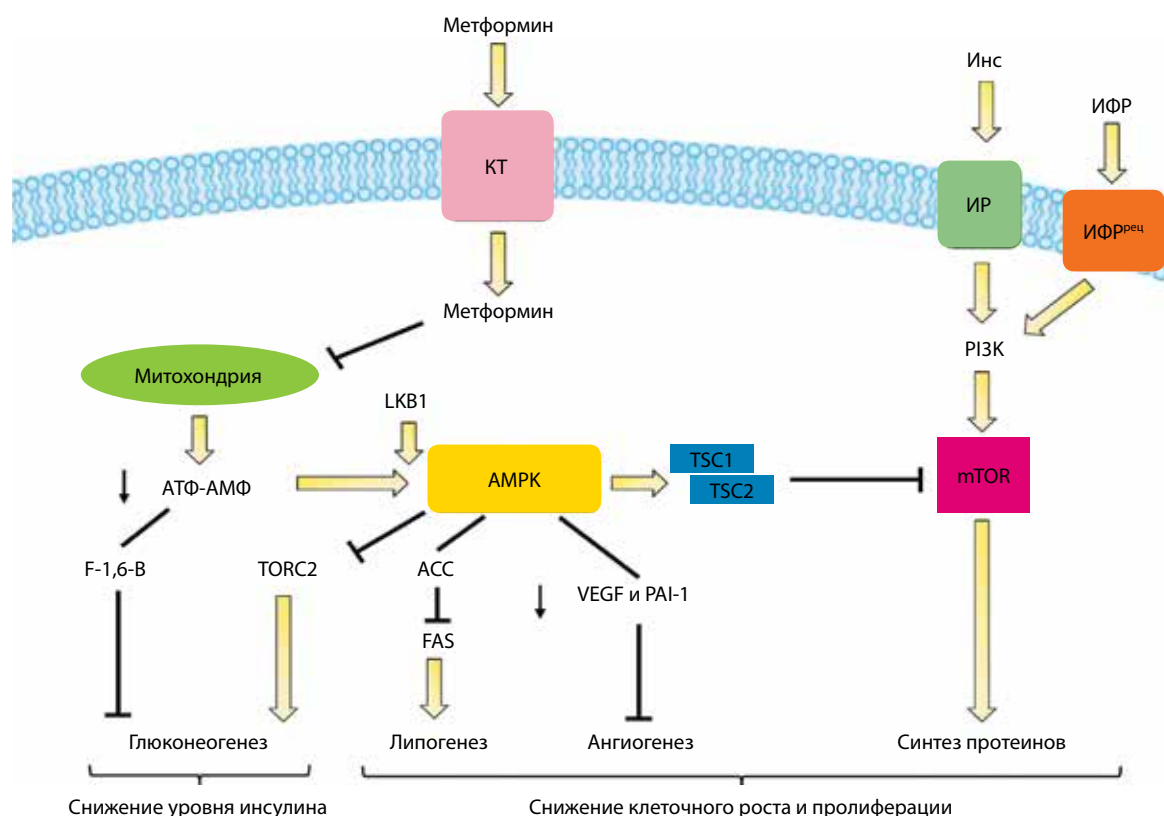 Метформин
Инс
ИФР
КТ
ИР
ИФРрец
Метформин
PI3K
Митохондрия
LKB1
TSC1
AMPK
mTOR
АТФ-АМФ
TSC2
F-1,6-B
TORC2
ACC
VEGF и PAI-1
FAS
Глюконеогенез
Липогенез
Ангиогенез
Синтез протеинов
Снижение уровня инсулина
Снижение клеточного роста и пролиферации